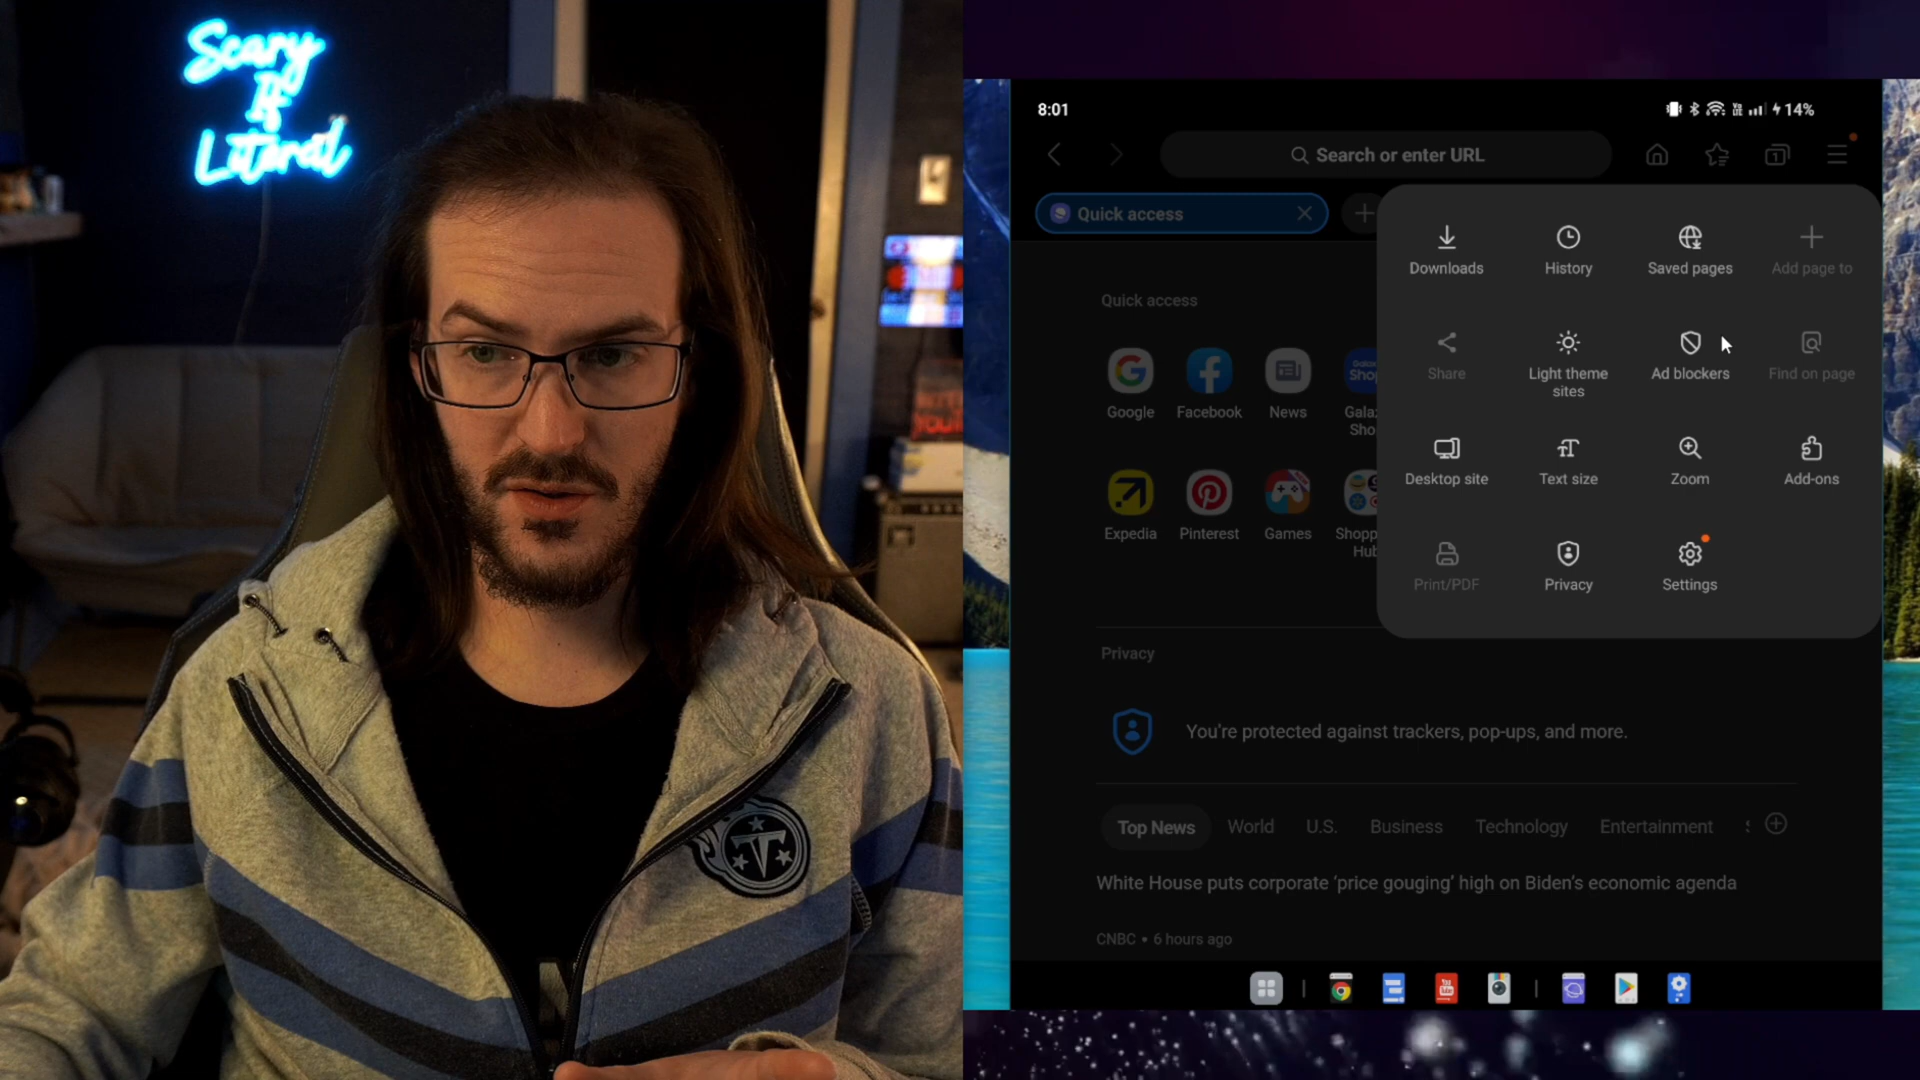 Scary
If
Literal
8:01
14%
Search or enter URL
1
Quick access
Downloads
History
Saved pages
Add page to
Share
Light theme
sites
Ad blockers
Find on page
Desktop site
Text size
Zoom
Add-ons
Print/PDF
Privacy
Settings
Quick access
Google
Facebook
News
Expedia
Pinterest
Games
Privacy
You're protected against trackers, pop-ups, and more.
Top News
World
U.S.
Business
Technology
Entertainment
White House puts corporate ‘price gouging’ high on Biden’s economic agenda
CNBC • 6 hours ago
T